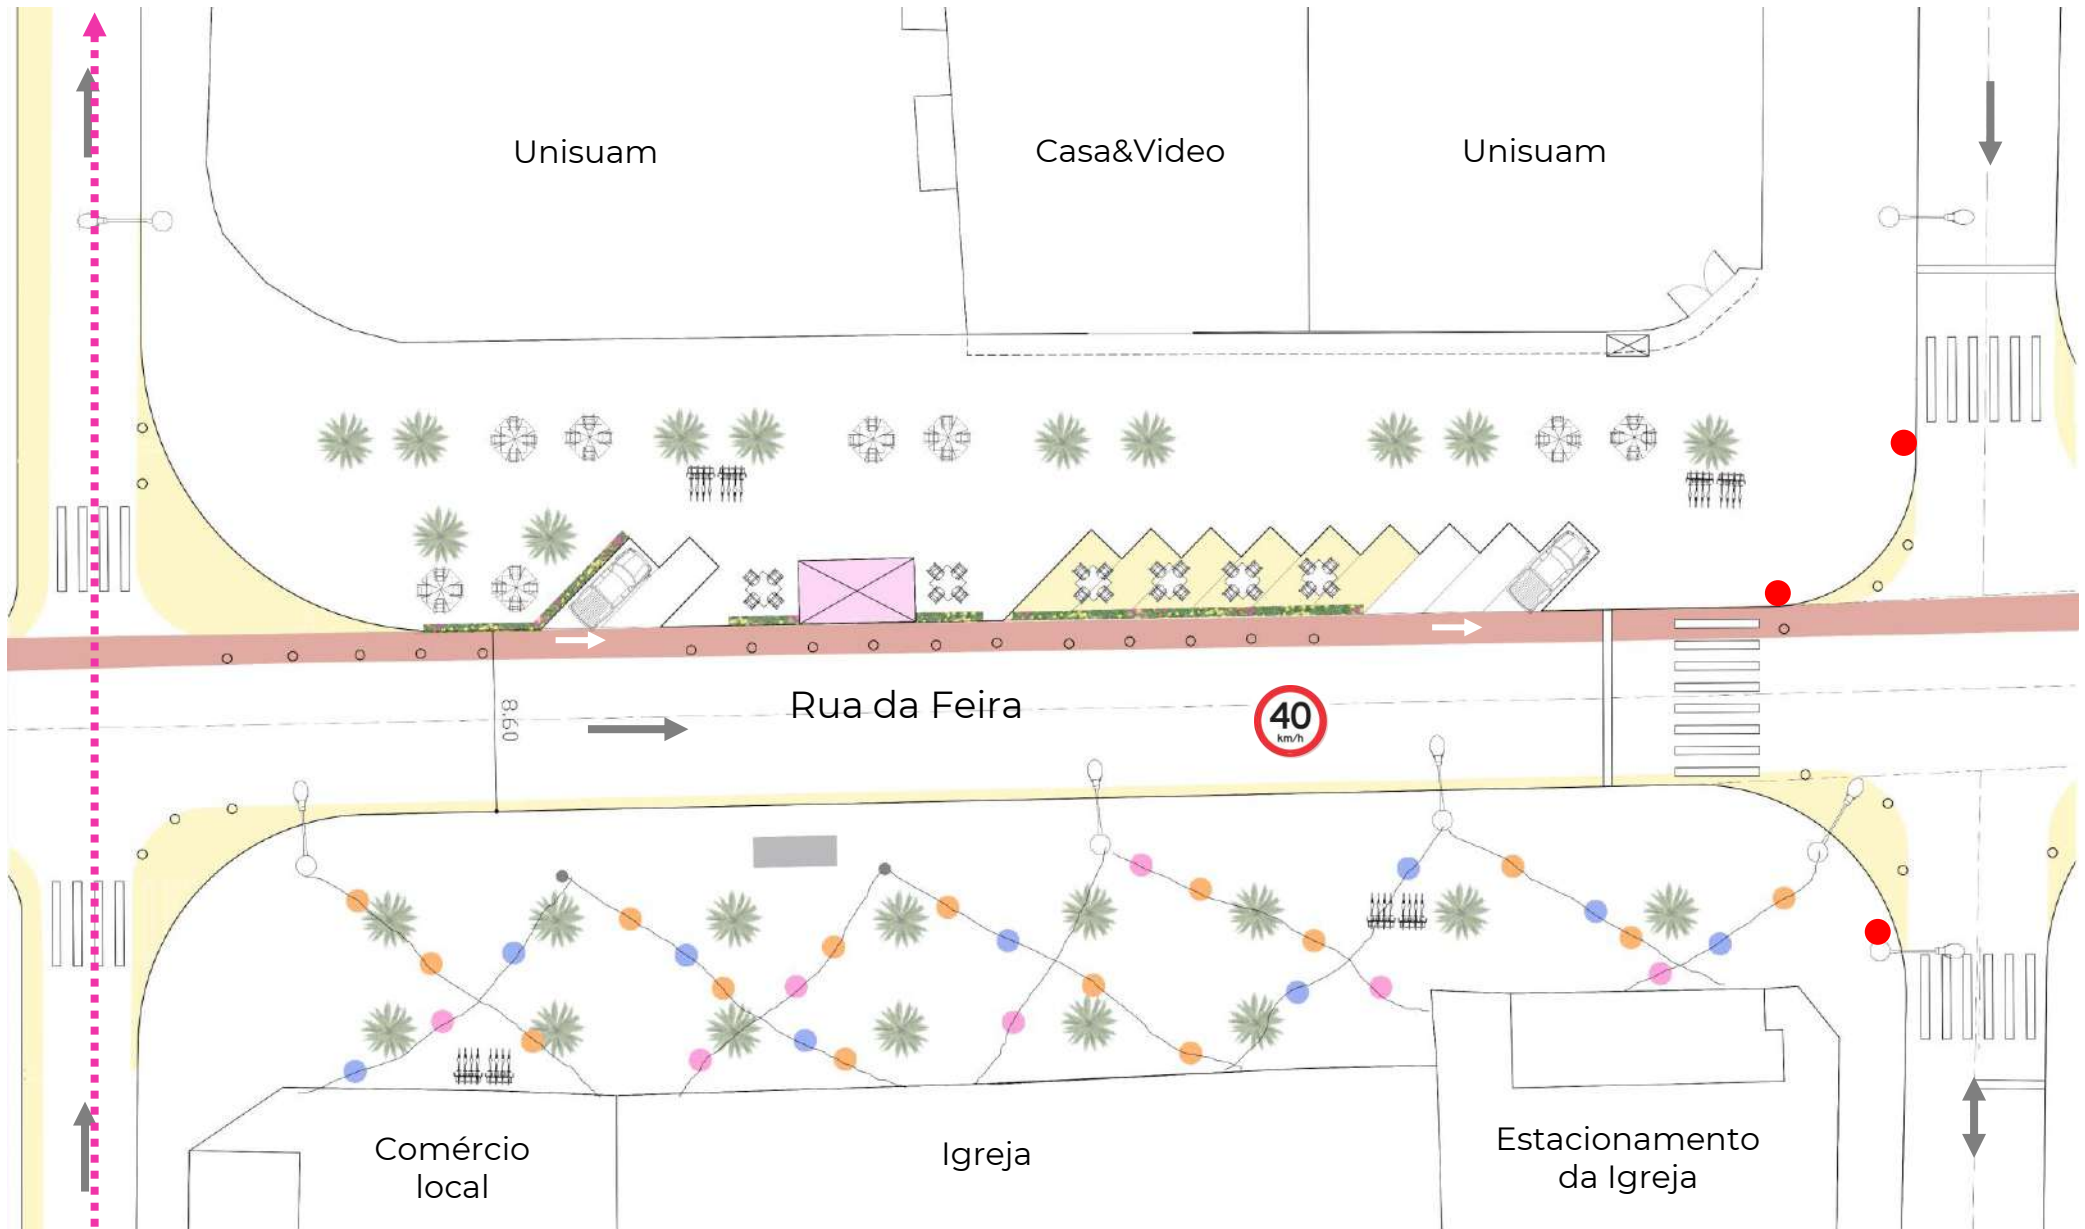 Unisuam
Casa&Video
Unisuam
8.60
Rua da Feira
40
km/h
Comércio
local
Igreja
Estacionamento
da Igreja